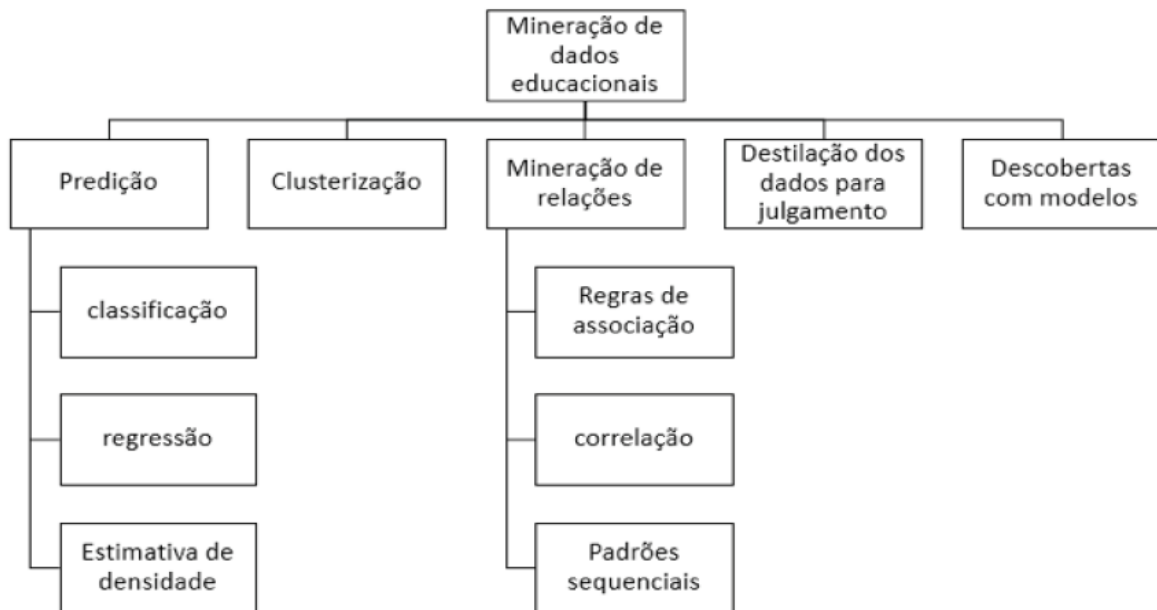 Mineração de
dados
educacionais
Predição
Clusterização
Mineração de
relações
Destilação dos
dados para
julgamento
Descobertas
com modelos
classificação
Regras de
associação
regressão
correlação
Estimativa de
densidade
Padrões
sequenciais